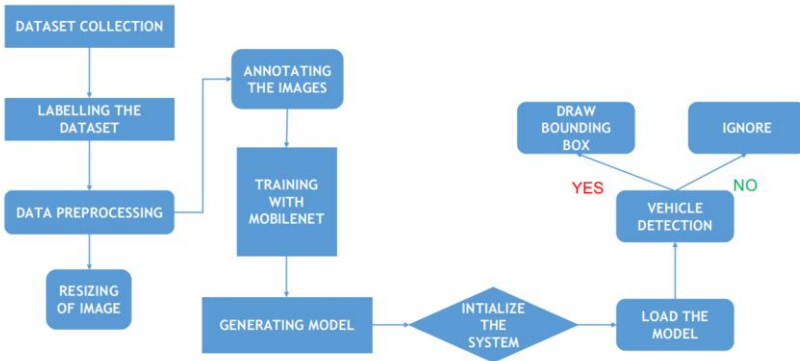 DATASET COLLECTION
LABELLING THE
DATASET
DATA PREPROCESSING
RESIZING
OF IMAGE
ANNOTATING
THE IMAGES
TRAINING
WITH
MOBILENET
GENERATING MODEL
INTIALIZE
THE
SYSTEM
LOAD THE
MODEL
VEHICLE
DETECTION
YES
NO
DRAW
BOUNDING
BOX
IGNORE